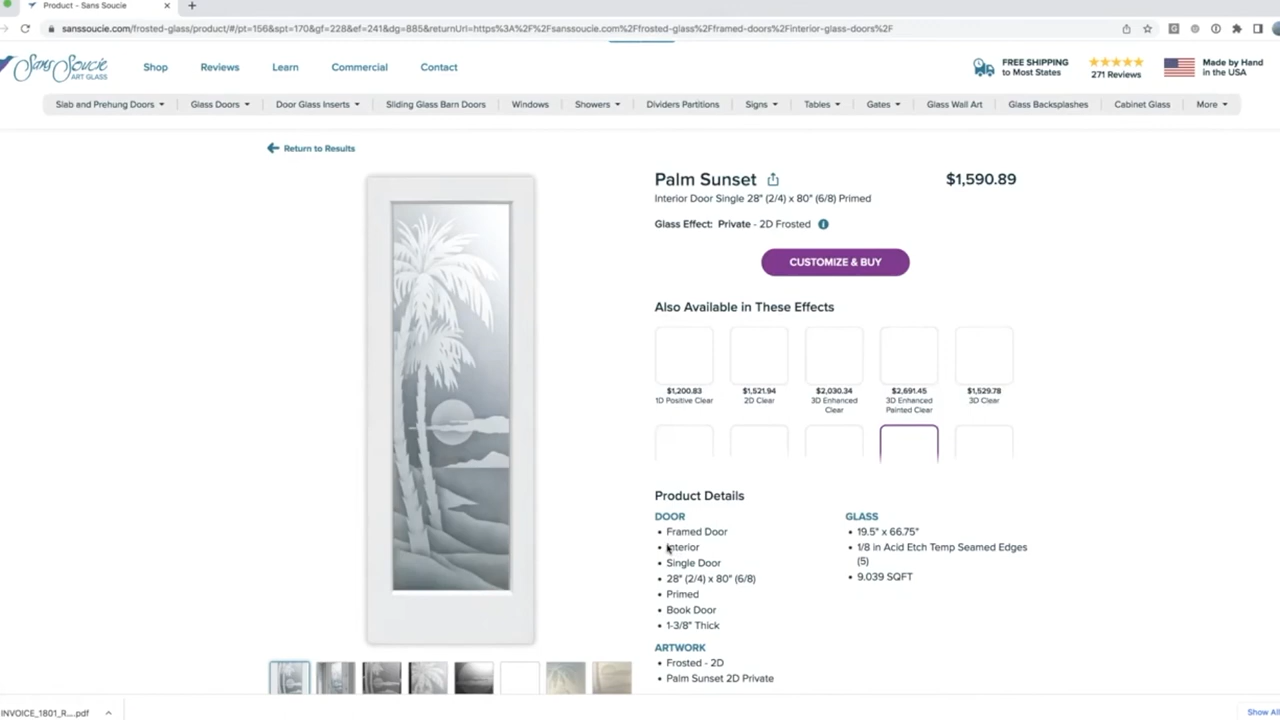 Product - Sans Soucie
sanssoucie.com/frosted-glass/product/#/pt=156&spt=170&gf=228&ef=241&dg=885&returnUrl=https%3A%2F%2Fsanssoucie.com%2Ffrosted-glass%2Fframed-doors%2Finterior-glass-doors%2F
Sans Soucie
ART GLASS
Shop Reviews Learn Commercial Contact
FREE SHIPPING
to Most States
271 Reviews
Made by Hand
in the USA
Slab and Prehung Doors Glass Doors Door Glass Inserts Sliding Glass Barn Doors Windows Showers Dividers Partitions Signs Tables Gates Glass Wall Art Glass Backsplashes Cabinet Glass More
Return to Results
Palm Sunset $1,590.89
Interior Door Single 28" (2/4) x 80" (6/8) Primed
Glass Effect: Private - 2D Frosted
CUSTOMIZE & BUY
Also Available in These Effects
$1,200.83 $1,521.94 $2,030.34 $2,691.45 $1,529.78
1D Positive Clear 2D Clear 3D Enhanced Clear 3D Enhanced Painted Clear 3D Clear
Product Details
DOOR
• Framed Door
• Interior
• Single Door
• 28" (2/4) x 80" (6/8)
• Primed
• Book Door
• 1-3/8" Thick
GLASS
• 19.5" x 66.75"
• 1/8 in Acid Etch Temp Seamed Edges
(5)
• 9.039 SQFT
ARTWORK
• Frosted - 2D
• Palm Sunset 2D Private
INVOICE_1801_R....pdf
Show All